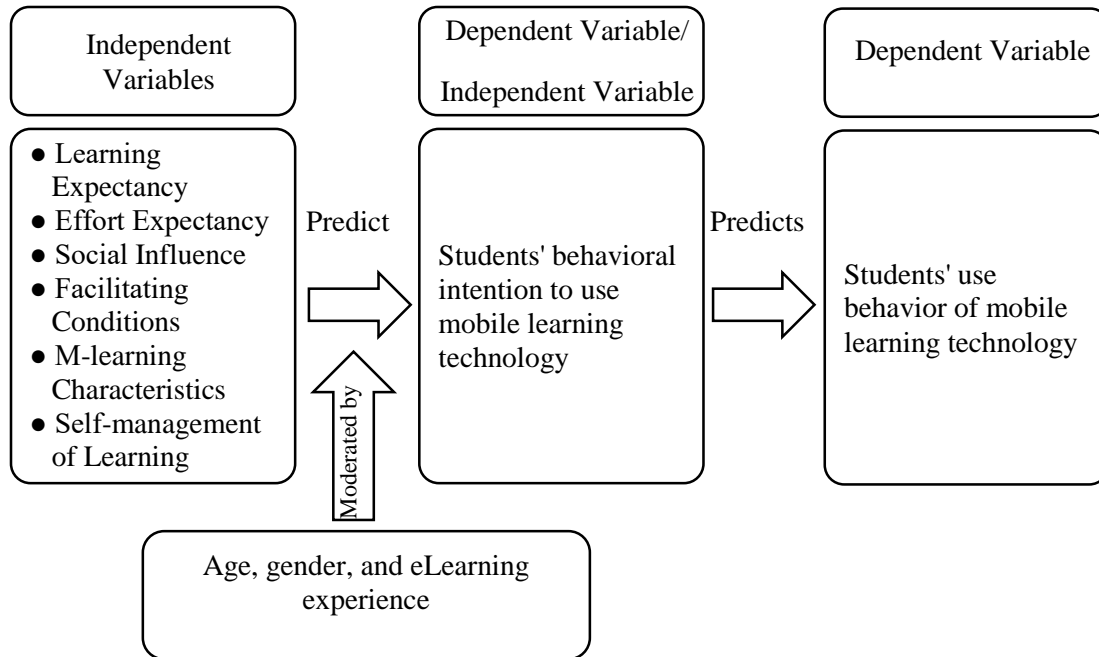 Independent
Variables
Dependent Variable/
Independent Variable
Dependent Variable
● Learning
Expectancy
● Effort Expectancy
● Social Influence
● Facilitating
Conditions
● M-learning
Characteristics
● Self-management
of Learning
Predict
Moderated by
Students' behavioral
intention to use
mobile learning
technology
Predicts
Students' use
behavior of mobile
learning technology
Age, gender, and eLearning
experience